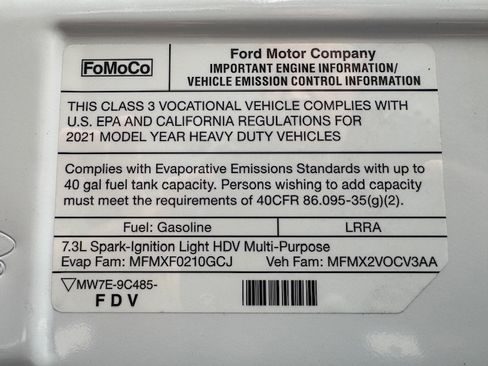 FoMoCo
Ford Motor Company
IMPORTANT ENGINE INFORMATION/
VEHICLE EMISSION CONTROL INFORMATION
THIS CLASS 3 VOCATIONAL VEHICLE COMPLIES WITH
U.S. EPA AND CALIFORNIA REGULATIONS FOR
2021 MODEL YEAR HEAVY DUTY VEHICLES
Complies with Evaporative Emissions Standards with up to
40 gal fuel tank capacity. Persons wishing to add capacity
must meet the requirements of 40CFR 86.095-35(g)(2).
Fuel: Gasoline LRRA
7.3L Spark-Ignition Light HDV Multi-Purpose
Evap Fam: MFMXF0210GCJ Veh Fam: MFMX2VOCV3AA
▽MW7E-9C485-
FDV